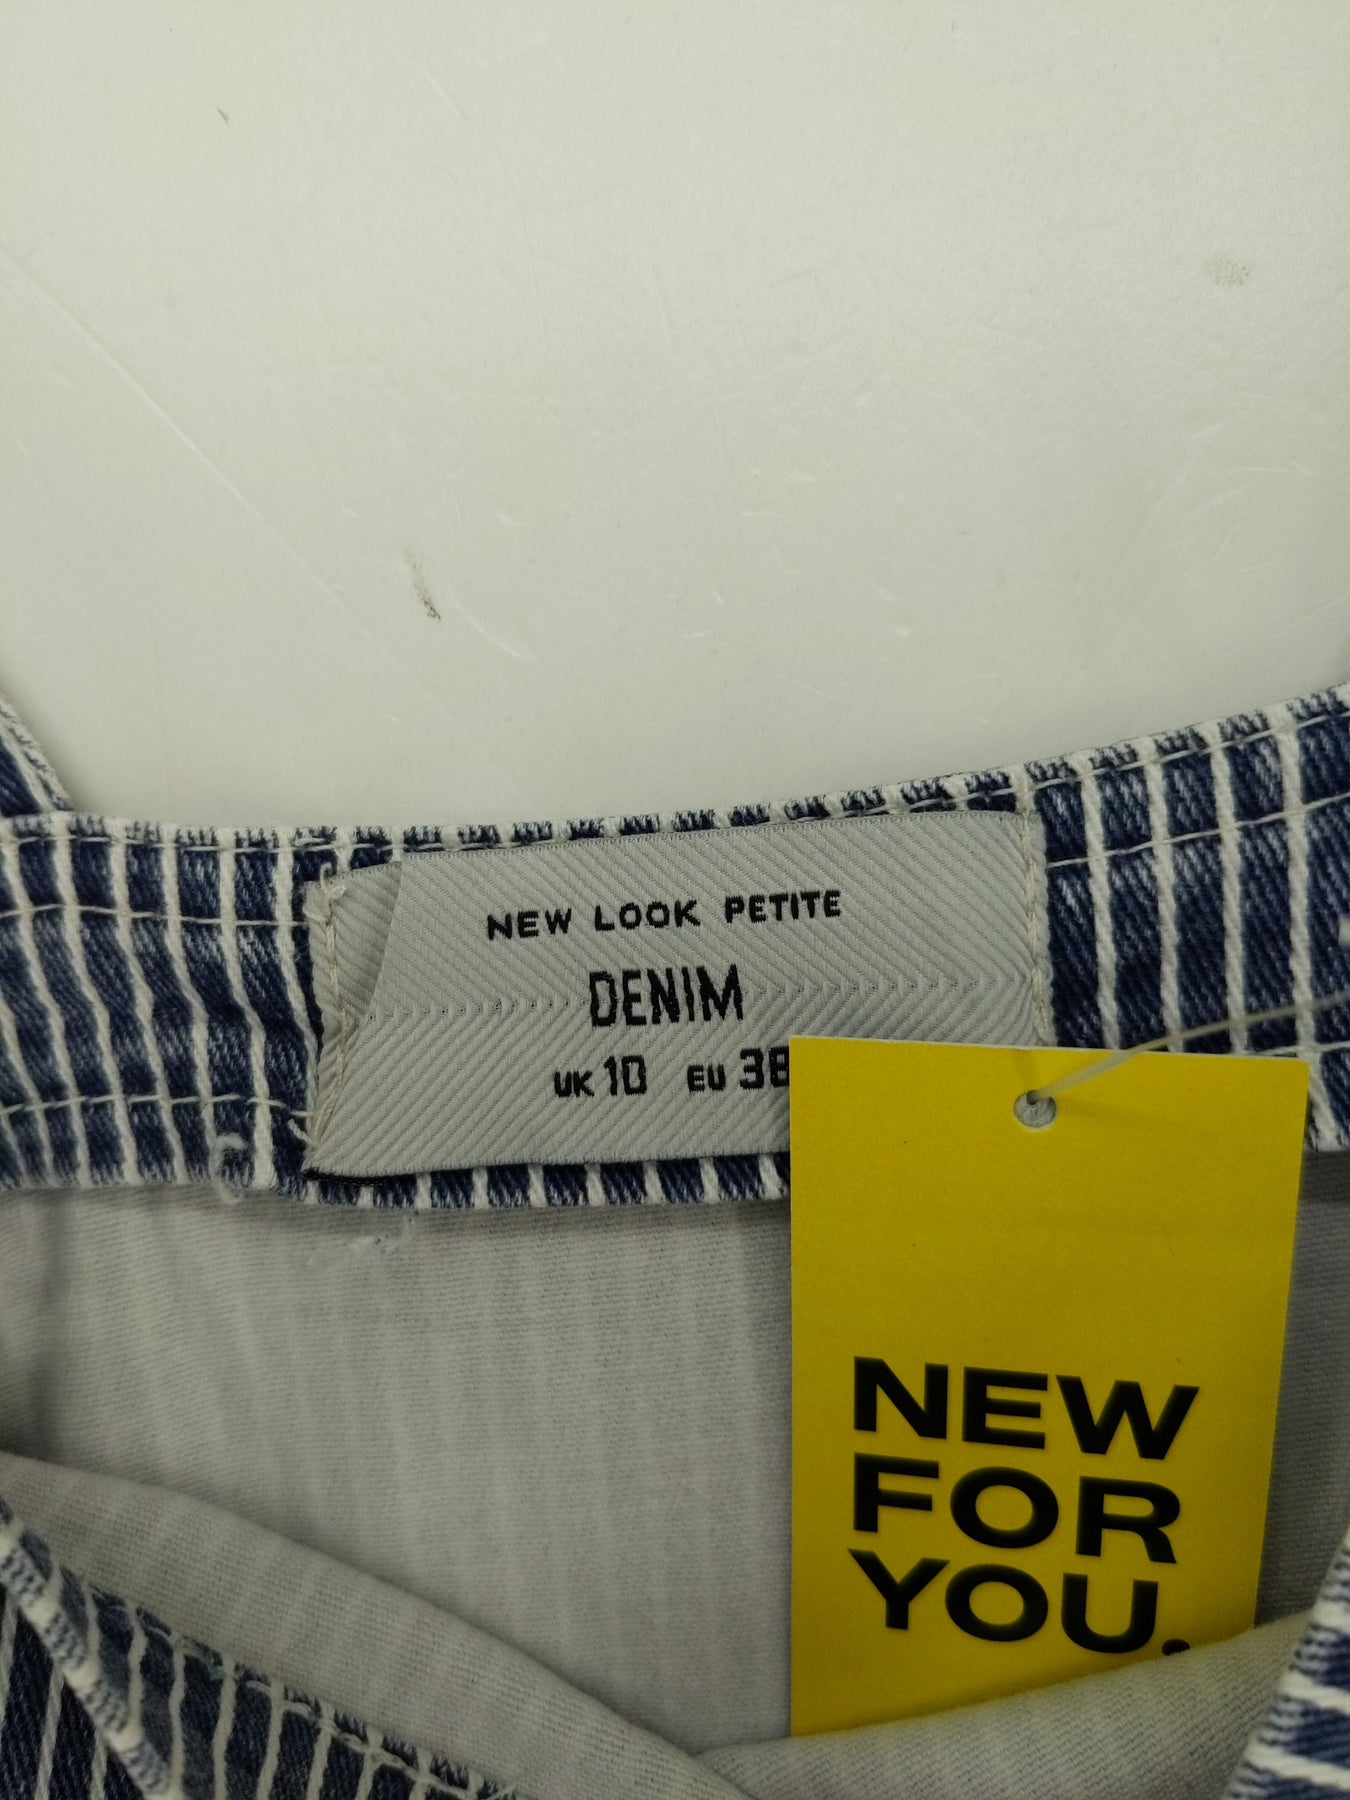 NEW LOOK PETITE
DENIM
UK 10 EU 38
NEW
FOR
YOU.